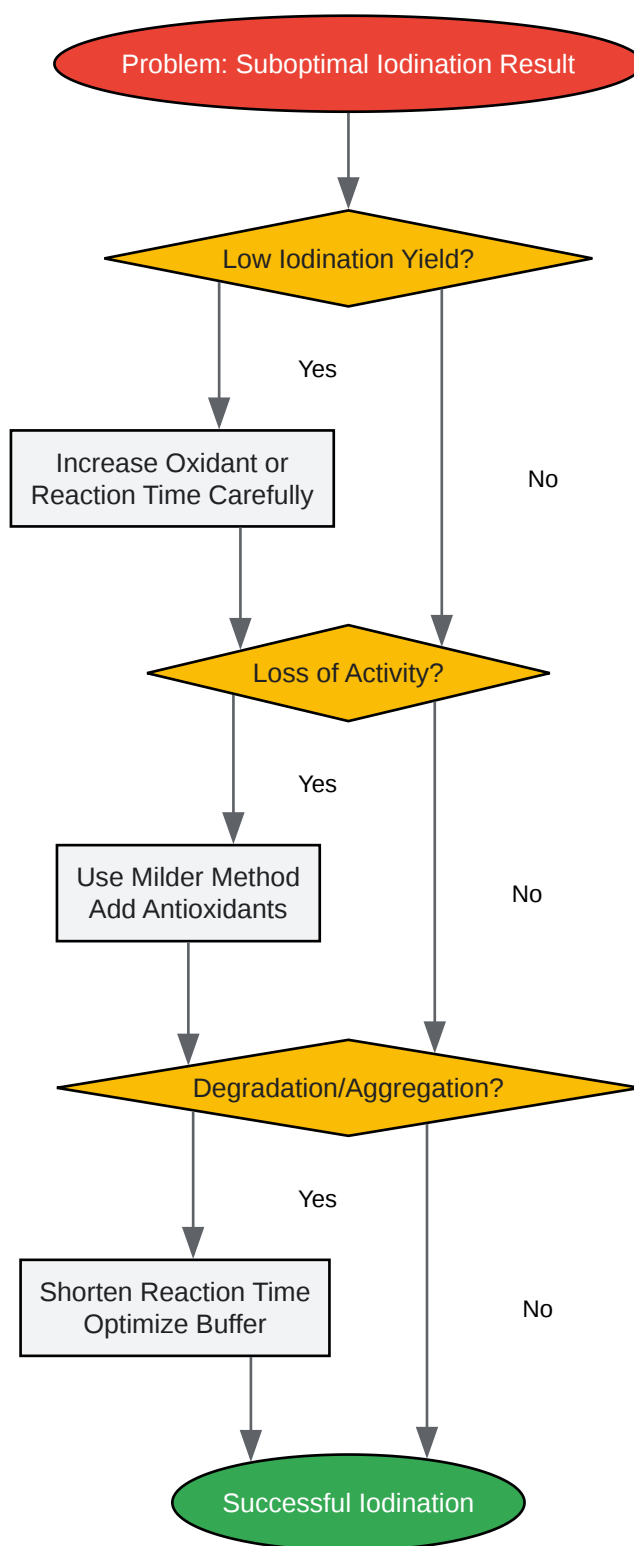 Problem: Suboptimal Iodination Result
Low Iodination Yield?
Yes
Increase Oxidant or
Reaction Time Carefully
No
Loss of Activity?
Yes
Use Milder Method
Add Antioxidants
No
Degradation/Aggregation?
Yes
Shorten Reaction Time
Optimize Buffer
No
Successful Iodination